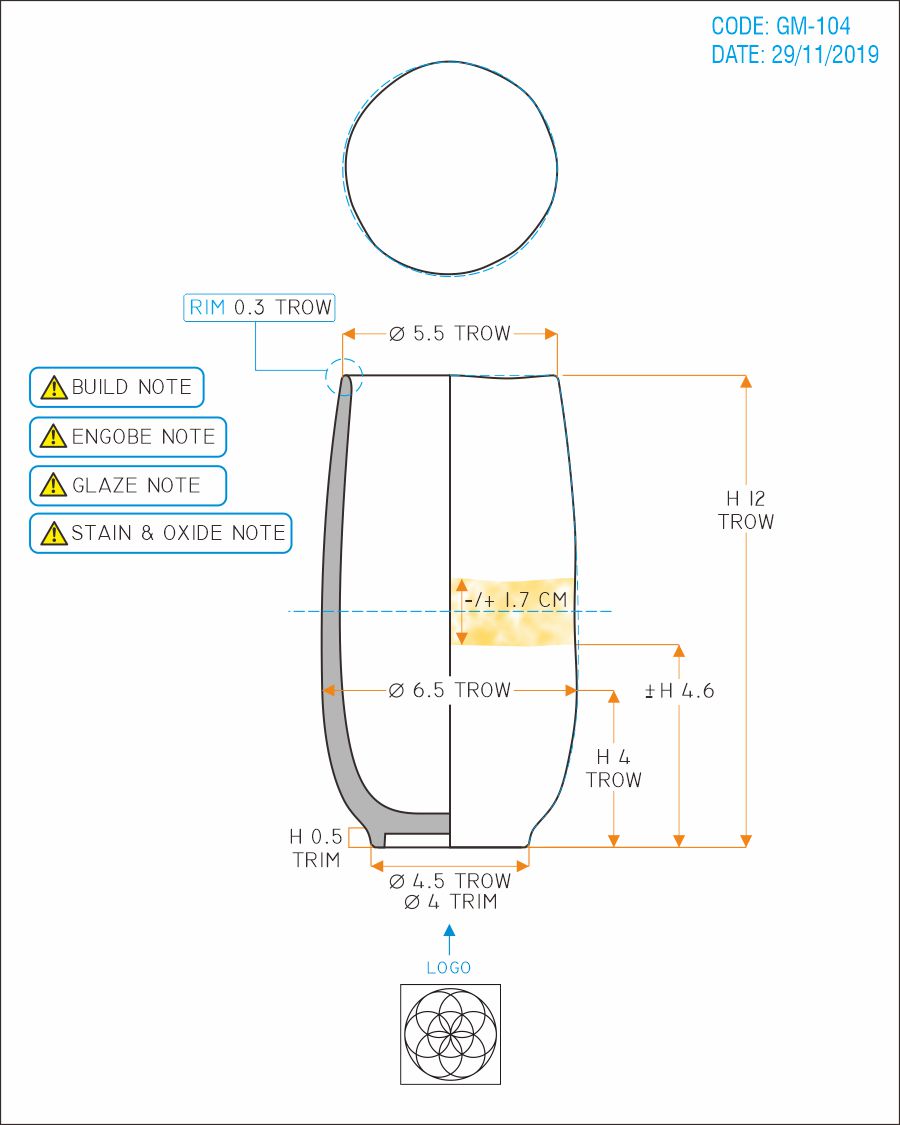 CODE: GM-104
DATE: 29/11/2019
RIM 0.3 TROW
Ø 5.5 TROW
BUILD NOTE
ENGOBE NOTE
GLAZE NOTE
STAIN & OXIDE NOTE
H 12
TROW
-/+ 1.7 CM
Ø 6.5 TROW
±H 4.6
H 4
TROW
H 0.5
TRIM
Ø 4.5 TROW
Ø 4 TRIM
LOGO